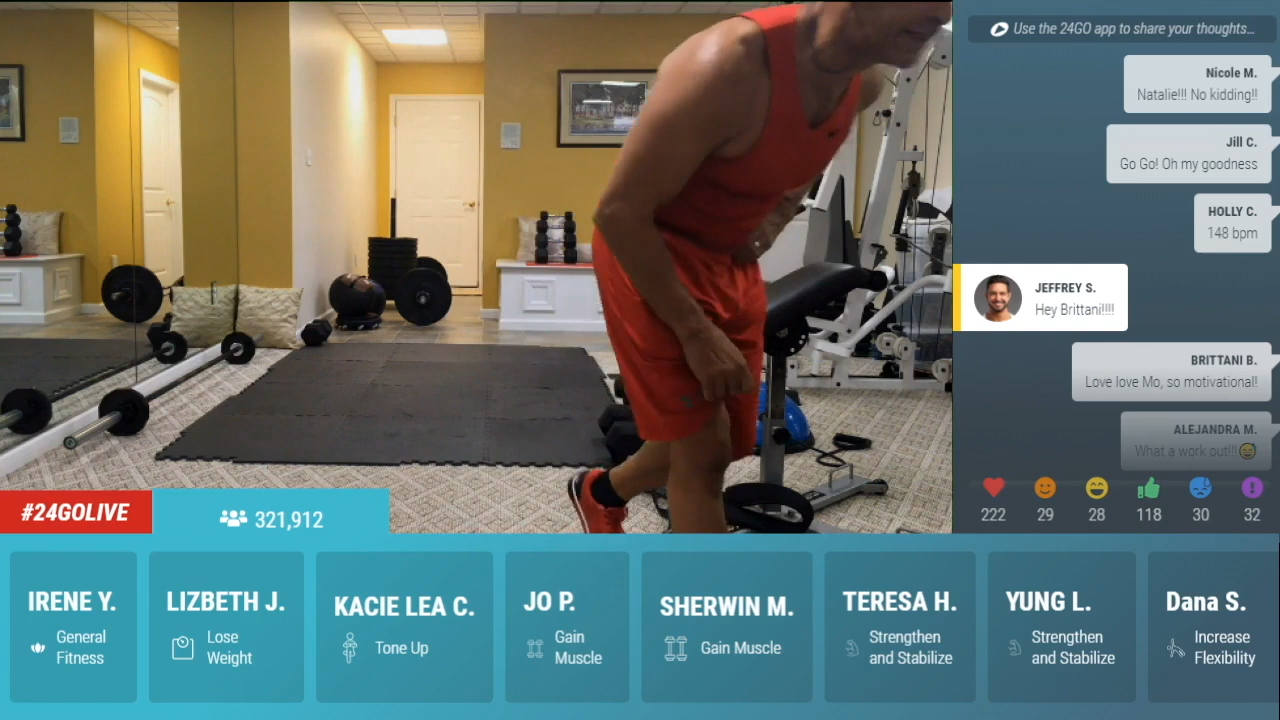 Use the 24GO app to share your thoughts...
Nicole M.
Natalie!!! No kidding!!
Jill C.
Go Go! Oh my goodness
HOLLY C.
148 bpm
JEFFREY S.
Hey Brittani!!!!
BRITTANI B.
Love love Mo, so motivational!
ALEJANDRA M.
What a work out!!! 😅
222 29 28 118 30 32
#24GOLIVE
321,912
IRENE Y.
General
Fitness
LIZBETH J.
Lose
Weight
KACIE LEA C.
Tone Up
JO P.
Gain
Muscle
SHERWIN M.
Gain Muscle
TERESA H.
Strengthen
and Stabilize
YUNG L.
Strengthen
and Stabilize
Dana S.
Increase
Flexibility